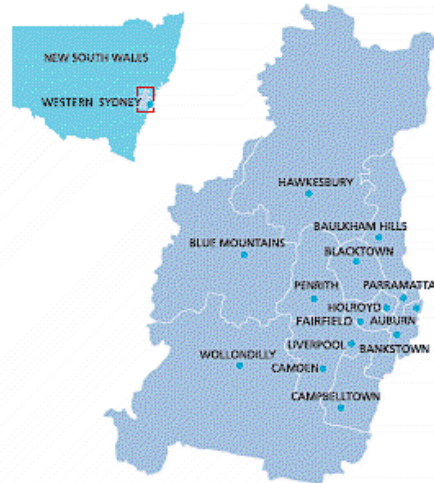 NEW SOUTH WALES
WESTERN SYDNEY
HAWKESBURY
BAULKHAM HILLS
BLUE MOUNTAINS
BLACKTOWN
PENRITH
PARRAMATTA
HOLROYD
FAIRFIELD
AUBURN
LIVERPOOL
BANKSTOWN
WOLLONDILLY
CAMDEN
CAMPBELLTOWN